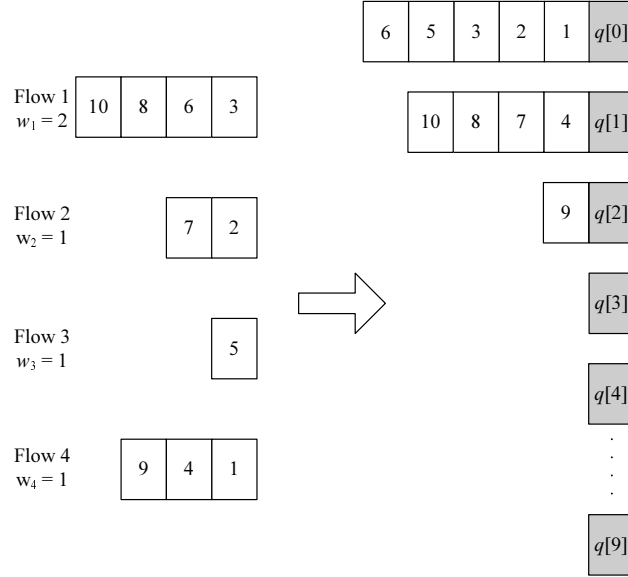 6 5 3 2 1 q[0]
Flow 1
w₁ = 2
10 8 6 3
10 8 7 4 q[1]
Flow 2
w₂ = 1
7 2
9 q[2]
Flow 3
w₃ = 1
5
q[3]
q[4]
Flow 4
w₄ = 1
9 4 1
q[9]